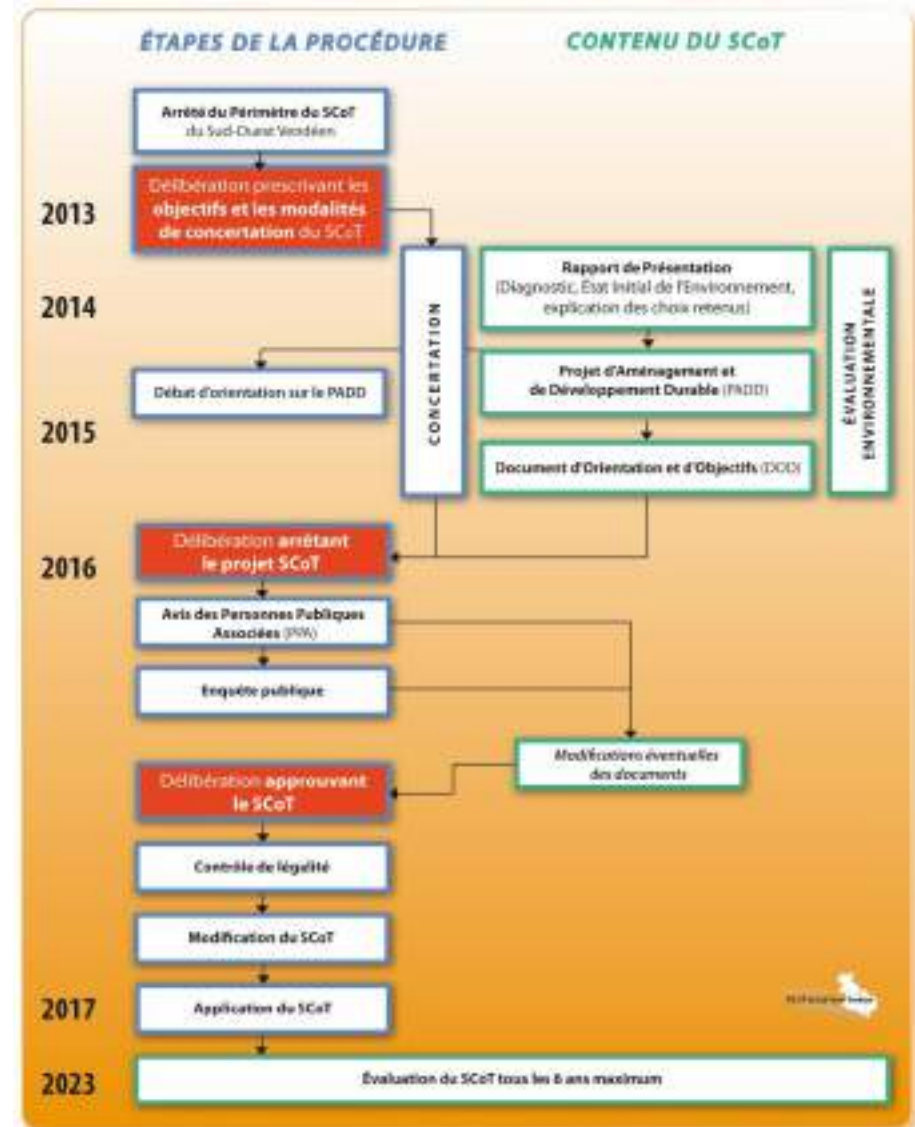 ÉTAPES DE LA PROCÉDURE
CONTENU DU SCoT
Arrêté du Périmètre du SCoT
du Sud-Ouest Vendéen
2013
Délibération prescrivant les
objectifs et les modalités
de concertation du SCoT
2014
CONCERTATION
Rapport de Présentation
(Diagnostic, État Initial de l'Environnement,
explication des choix retenus)
ÉVALUATION
ENVIRONNEMENTALE
Débat d'orientation sur le PADD
Projet d'Aménagement et
de Développement Durable (PADD)
2015
Document d'Orientation et d'Objectifs (DOO)
2016
Délibération arrêtant
le projet SCoT
Avis des Personnes Publiques
Associées (PPA)
Enquête publique
Modifications éventuelles
des documents
Délibération approuvant
le SCoT
Contrôle de légalité
Modification du SCoT
2017
Application du SCoT
2023
Évaluation du SCoT tous les 6 ans maximum